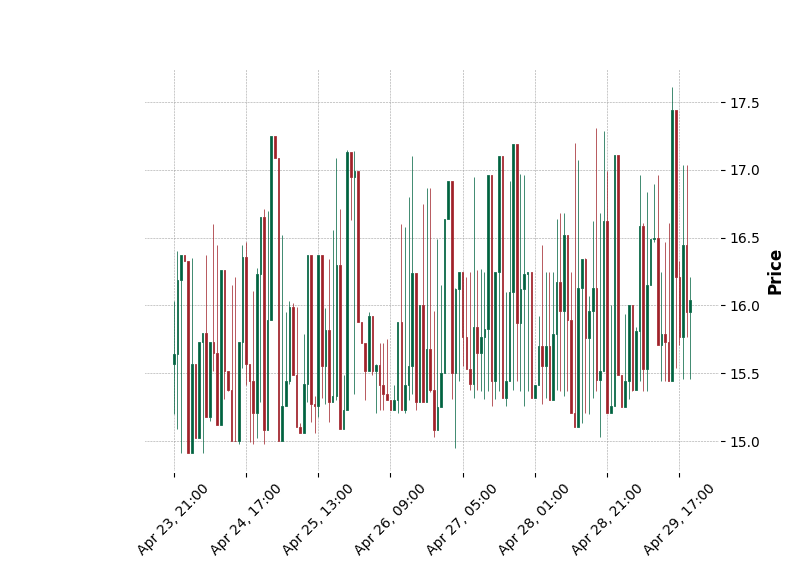 17.5
17.0
16.5
16.0
15.5
15.0
Price
Apr 23, 21:00
Apr 24, 17:00
Apr 25, 13:00
Apr 26, 09:00
Apr 27, 05:00
Apr 28, 01:00
Apr 28, 21:00
Apr 29, 17:00